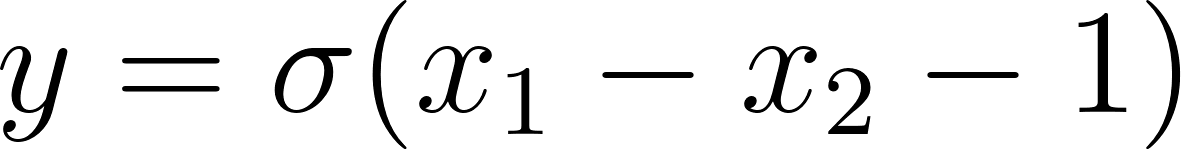 y = σ(x₁ − x₂ − 1)